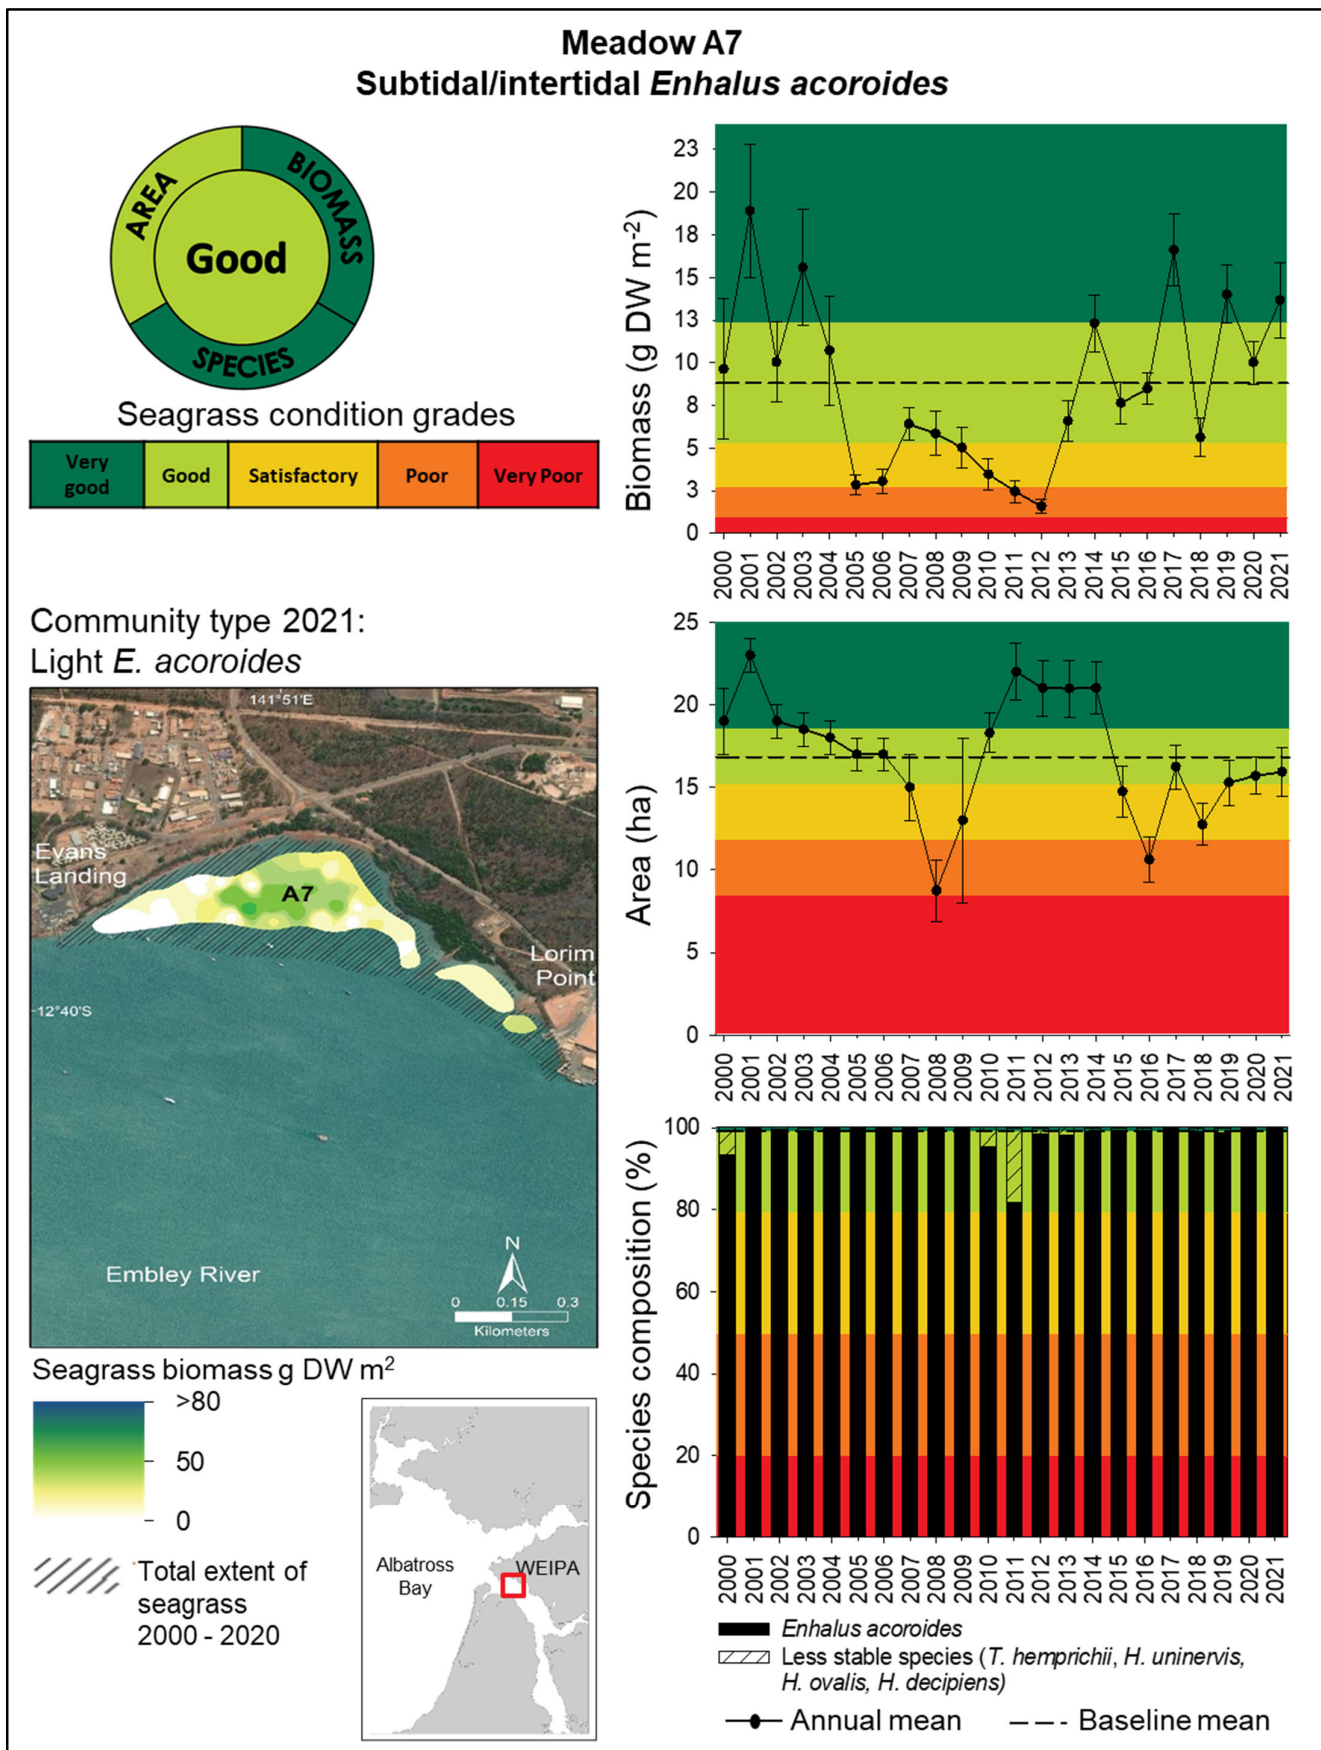 Meadow A7
Subtidal/intertidal Enhalus acoroides
AREA
BIOMASS
Good
SPECIES
Seagrass condition grades
Very good
Good
Satisfactory
Poor
Very Poor
Biomass (g DW m-2)
23
20
18
15
13
10
8
5
3
0
2000
2001
2002
2003
2004
2005
2006
2007
2008
2009
2010
2011
2012
2013
2014
2015
2016
2017
2018
2019
2020
2021
Community type 2021:
Light E. acoroides
141°51'E
Evans
Landing
A7
Lorim
Point
12°40'S
Embley River
N
0 0.15 0.3
Kilometers
Area (ha)
25
20
15
10
5
0
2000
2001
2002
2003
2004
2005
2006
2007
2008
2009
2010
2011
2012
2013
2014
2015
2016
2017
2018
2019
2020
2021
Seagrass biomass g DW m2
>80
50
0
Total extent of
seagrass
2000 - 2020
Albatross
Bay
WEIPA
Species composition (%)
100
80
60
40
20
0
2000
2001
2002
2003
2004
2005
2006
2007
2008
2009
2010
2011
2012
2013
2014
2015
2016
2017
2018
2019
2020
2021
Enhalus acoroides
Less stable species (T. hemprichii, H. uninervis,
H. ovalis, H. decipiens)
Annual mean
Baseline mean